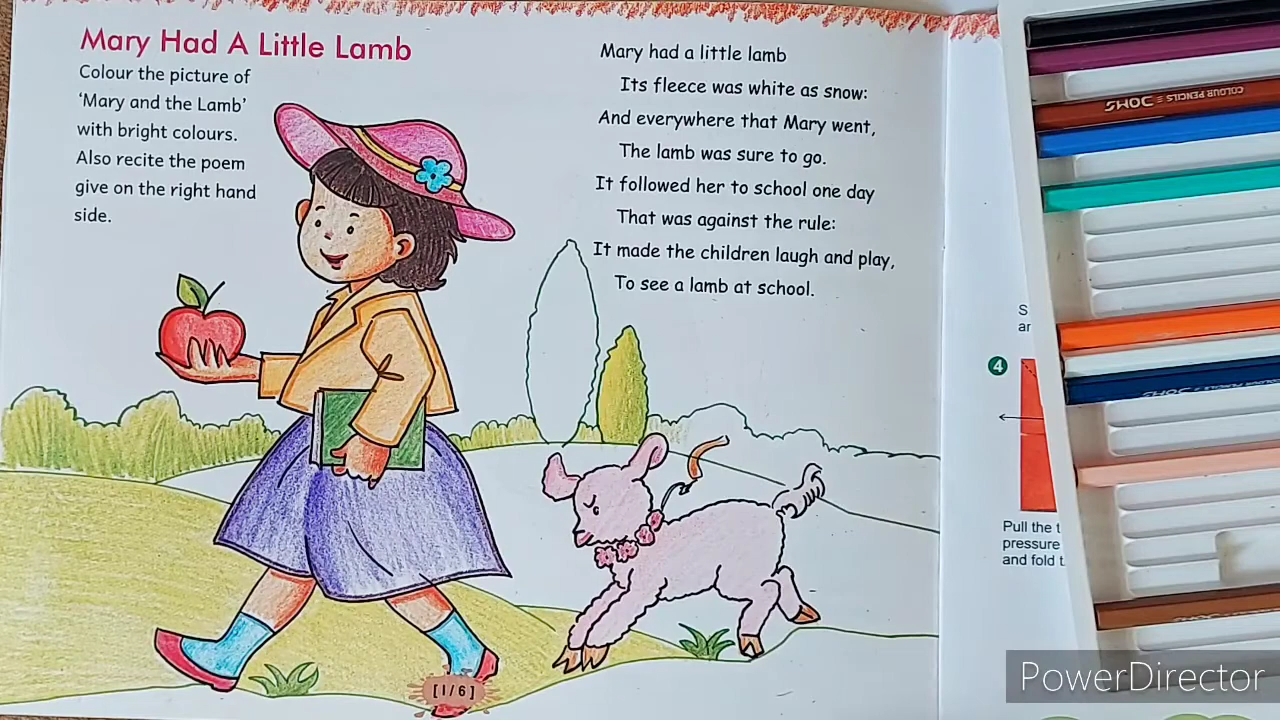 Mary Had A Little Lamb
Colour the picture of
‘Mary and the Lamb’
with bright colours.
Also recite the poem
give on the right hand
side.
Mary had a little lamb
Its fleece was white as snow:
And everywhere that Mary went,
The lamb was sure to go.
It followed her to school one day
That was against the rule:
It made the children laugh and play,
To see a lamb at school.
[1/6]
4
Pull the t
pressure
and fold t
COLOUR PENCILS DOMS
DOMS
PowerDirector